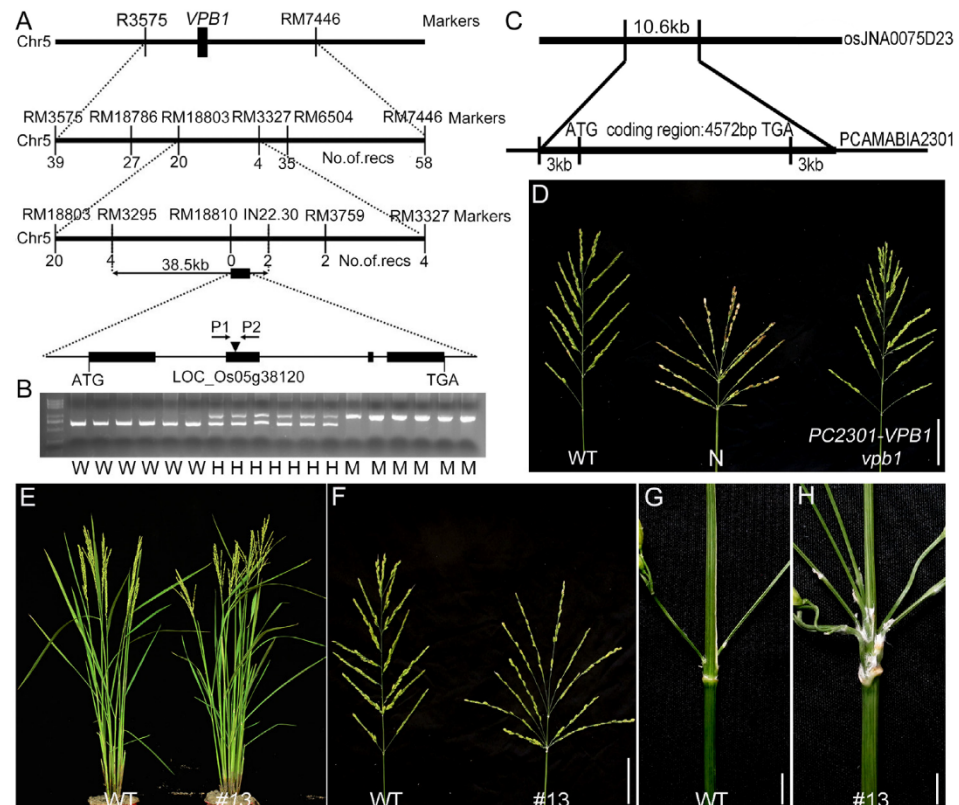 A
R3575 VPB1 RM7446 Markers
Chr5
RM3575 RM18786 RM18803 RM3327 RM6504 RM7446 Markers
Chr5
39 27 20 4 35 No.of.recs 58
RM18803 RM3295 RM18810 IN22.30 RM3759 RM3327 Markers
Chr5
20 4 0 2 2 No.of.recs 4
38.5kb
P1 P2
ATG LOC_Os05g38120 TGA
B
W W W W W W H H H H H H M M M M M M
C
10.6kb
osJNA0075D23
ATG coding region:4572bp TGA
PCAMABIA2301
3kb 3kb
D
WT N PC2301-VPB1
vpb1
E
WT #13
F
WT #13
G
WT
H
#13